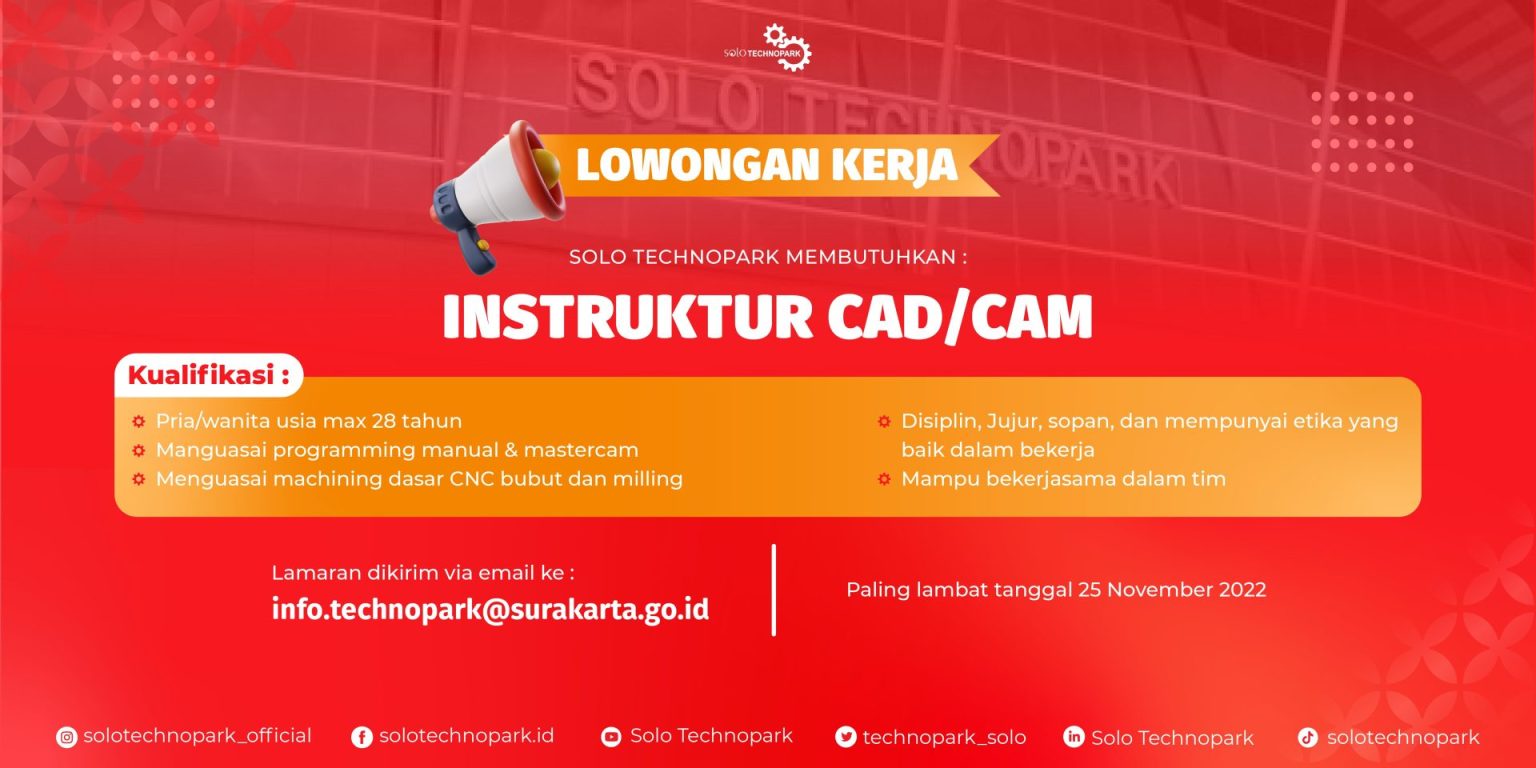 solo TECHNOPARK
SOLO TECHNOPARK
LOWONGAN KERJA
SOLO TECHNOPARK MEMBUTUHKAN :
INSTRUKTUR CAD/CAM
Kualifikasi :
Pria/wanita usia max 28 tahun
Manguasai programming manual & mastercam
Menguasai machining dasar CNC bubut dan milling
Disiplin, Jujur, sopan, dan mempunyai etika yang
baik dalam bekerja
Mampu bekerjasama dalam tim
Lamaran dikirim via email ke :
info.technopark@surakarta.go.id
Paling lambat tanggal 25 November 2022
solotechnopark_official
solotechnopark.id
Solo Technopark
technopark_solo
Solo Technopark
solotechnopark